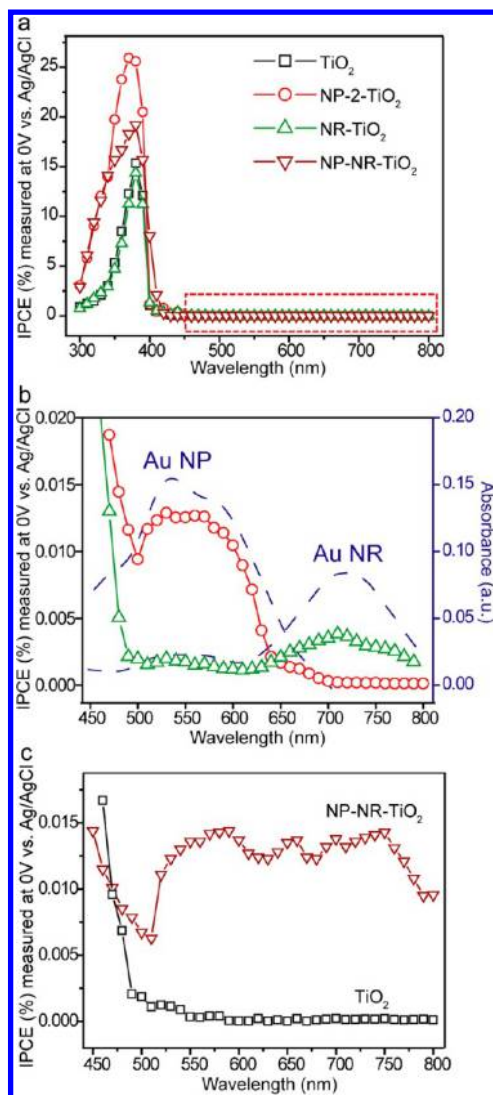 a
IPCE (%) measured at 0V vs. Ag/AgCl
25
20
15
10
5
0
TiO₂
NP-2-TiO₂
NR-TiO₂
NP-NR-TiO₂
300 400 500 600 700 800
Wavelength (nm)
b
IPCE (%) measured at 0V vs. Ag/AgCl
0.020
0.015
0.010
0.005
0.000
Au NP
Au NR
0.20
0.15
0.10
0.05
0.00
Absorbance (a.u.)
450 500 550 600 650 700 750 800
Wavelength (nm)
c
IPCE (%) measured at 0V vs. Ag/AgCl
0.015
0.010
0.005
0.000
NP-NR-TiO₂
TiO₂
450 500 550 600 650 700 750 800
Wavelength (nm)